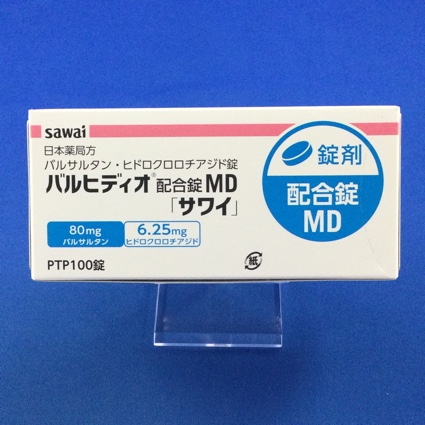 sawai
日本薬局方
バルサルタン・ヒドロクロロチアジド錠
バルヒディオ®配合錠MD
「サワイ」
80mg
バルサルタン
6.25mg
ヒドロクロロチアジド
PTP100錠
紙
錠剤
配合錠
MD